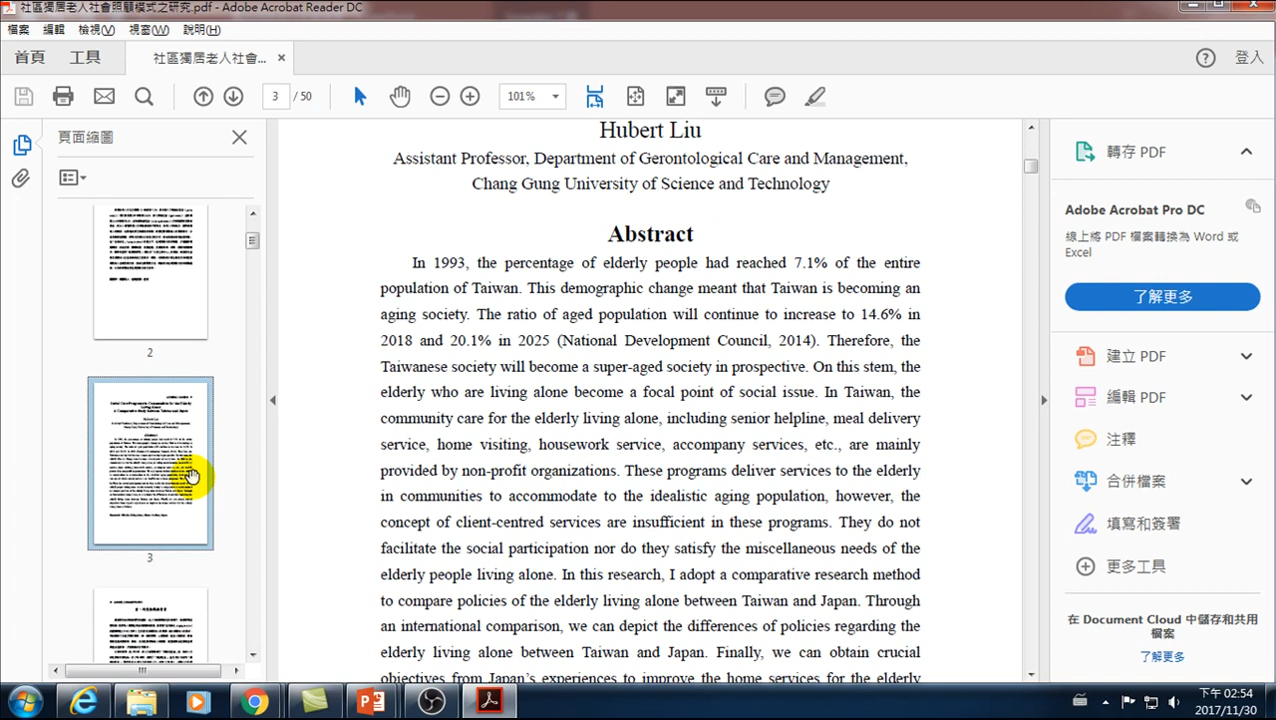 社區獨居老人社會照顧模式之研究.pdf - Adobe Acrobat Reader DC
檔案 編輯 檢視(V) 視窗(W) 說明(H)
首頁 工具 社區獨居老人社會... × 登入
3 / 50 101%
頁面縮圖
2
3
Hubert Liu
Assistant Professor, Department of Gerontological Care and Management,
Chang Gung University of Science and Technology
Abstract
In 1993, the percentage of elderly people had reached 7.1% of the entire
population of Taiwan. This demographic change meant that Taiwan is becoming an
aging society. The ratio of aged population will continue to increase to 14.6% in
2018 and 20.1% in 2025 (National Development Council, 2014). Therefore, the
Taiwanese society will become a super-aged society in prospective. On this stem, the
elderly who are living alone become a focal point of social issue. In Taiwan, the
community care for the elderly living alone, including senior helpline, meal delivery
service, home visiting, housework service, accompany services, etc. are mainly
provided by non-profit organizations. These programs deliver services to the elderly
in communities to accommodate to the idealistic aging population, however, the
concept of client-centred services are insufficient in these programs. They do not
facilitate the social participation nor do they satisfy the miscellaneous needs of the
elderly people living alone. In this research, I adopt a comparative research method
to compare policies of the elderly living alone between Taiwan and Japan. Through
an international comparison, we can depict the differences of policies regarding the
elderly living alone between Taiwan and Japan. Finally, we can obtain crucial
objectives from Japan's experiences to improve the home services for the elderly
轉存 PDF
Adobe Acrobat Pro DC
線上將 PDF 檔案轉換為 Word 或
Excel
了解更多
建立 PDF
編輯 PDF
注釋
合併檔案
填寫和簽署
更多工具
在 Document Cloud 中儲存和共用
檔案
了解更多
下午 02:54
2017/11/30